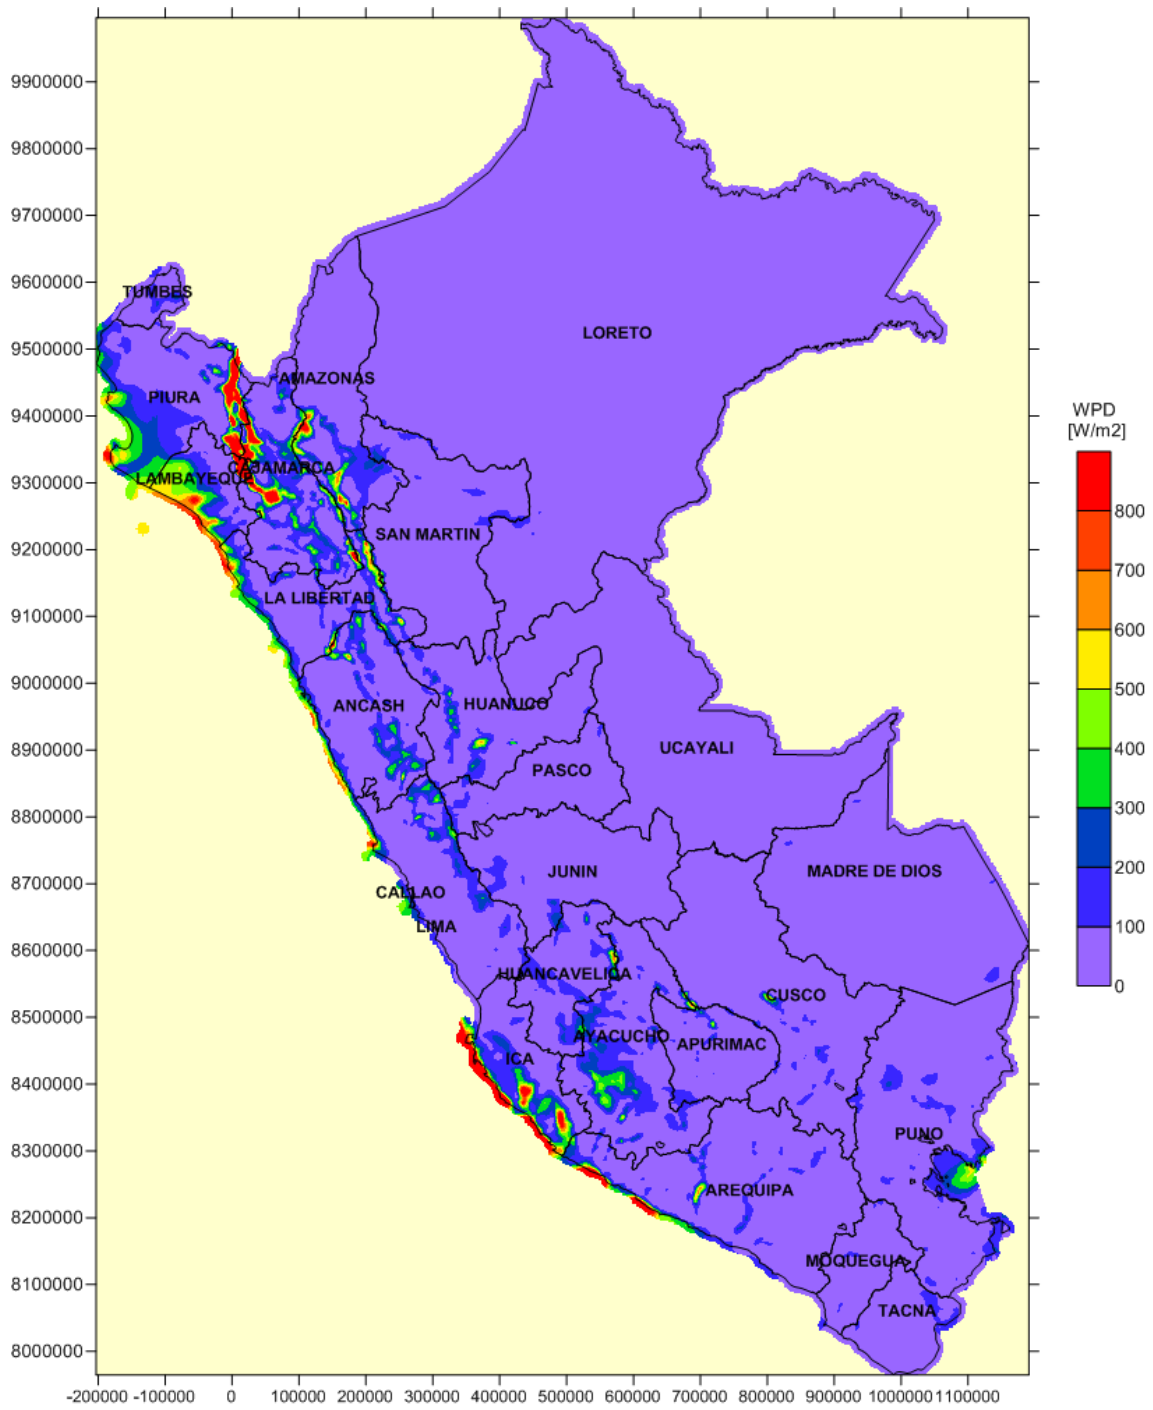 9900000
9800000
9700000
9600000
9500000
9400000
9300000
9200000
9100000
9000000
8900000
8800000
8700000
8600000
8500000
8400000
8300000
8200000
8100000
8000000
TUMBES
LORETO
AMAZONAS
PIURA
CAJAMARCA
LAMBAYEQUE
SAN MARTIN
LA LIBERTAD
ANCASH
HUANUCO
UCAYALI
PASCO
JUNIN
MADRE DE DIOS
CALLAO
LIMA
HUANCAVELICA
CUSCO
AYACUCHO
APURIMAC
ICA
PUNO
AREQUIPA
MOQUEGUA
TACNA
WPD
[W/m2]
800
700
600
500
400
300
200
100
0
-200000 -100000 0 100000 200000 300000 400000 500000 600000 700000 800000 900000 1000000 1100000